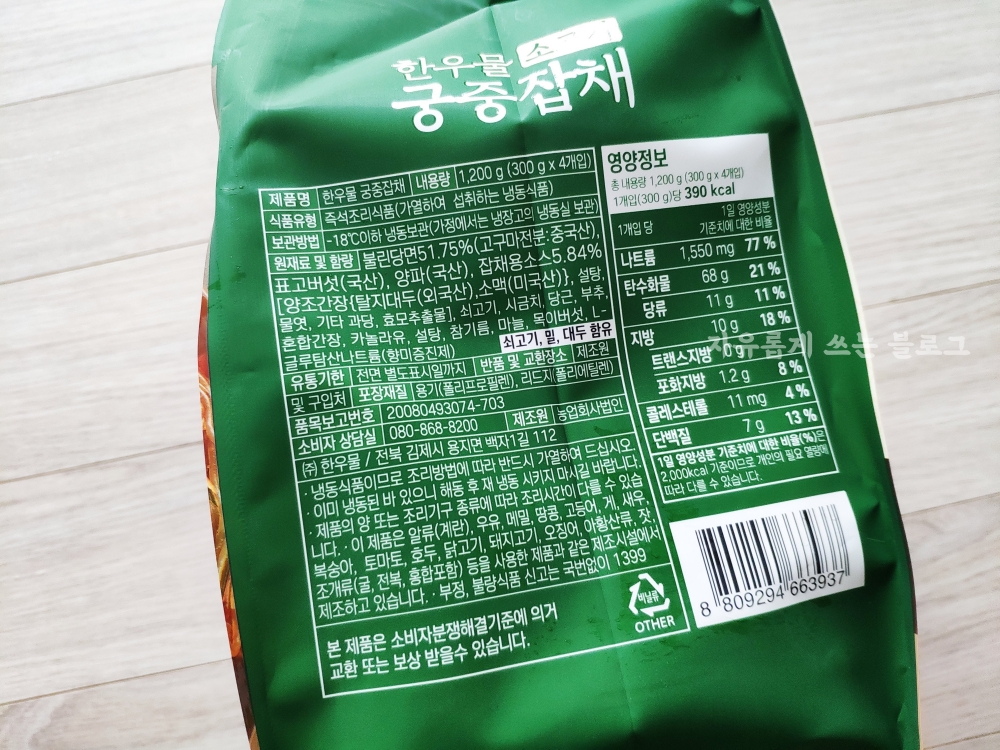 한우물 소고기
궁중잡채
제품명 한우물 궁중잡채 내용량 1,200 g (300 g x 4개입)
식품유형 즉석조리식품(가열하여 섭취하는 냉동식품)
보관방법 -18℃이하 냉동보관(가정에서는 냉장고의 냉동실 보관)
원재료 및 함량 불린당면51.75%(고구마전분:중국산),
표고버섯(국산), 양파(국산), 잡채용소스5.84%
[양조간장{탈지대두(외국산),소맥(미국산)}, 설탕,
물엿, 기타 과당, 효모추출물], 쇠고기, 시금치, 당근, 부추,
혼합간장, 카놀라유, 설탕, 참기름, 마늘, 목이버섯, L-
글루탐산나트륨(향미증진제) 쇠고기, 밀, 대두 함유
유통기한 전면 별도표시일까지 반품 및 교환장소 제조원
및 구입처 포장재질 용기(폴리프로필렌), 리드지(폴리에틸렌)
품목보고번호 20080493074-703
소비자 상담실 080-868-8200 제조원 농업회사법인
(주) 한우물 / 전북 김제시 용지면 백자1길 112
· 냉동식품이므로 조리방법에 따라 반드시 가열하여 드십시오.
· 이미 냉동된 바 있으니 해동 후 재 냉동 시키지 마시길 바랍니다.
· 제품의 양 또는 조리기구 종류에 따라 조리시간이 다를 수 있습
니다. · 이 제품은 알류(계란), 우유, 메밀, 땅콩, 고등어, 게, 새우,
복숭아, 토마토, 호두, 닭고기, 돼지고기, 오징어, 아황산류, 잣,
조개류(굴, 전복, 홍합포함) 등을 사용한 제품과 같은 제조시설에서
제조하고 있습니다. · 부정, 불량식품 신고는 국번없이 1399
본 제품은 소비자분쟁해결기준에 의거
교환 또는 보상 받을수 있습니다.
비닐류
OTHER
영양정보
총 내용량 1,200 g (300 g x 4개입)
1개입(300 g)당 390 kcal
1개입 당 1일 영양성분
기준치에 대한 비율
나트륨 1,550 mg 77 %
탄수화물 68 g 21 %
당류 11 g 11 %
지방 10 g 18 %
트랜스지방 g
포화지방 1.2 g 8 %
콜레스테롤 11 mg 4 %
단백질 7 g 13 %
1일 영양성분 기준치에 대한 비율(%)은
2,000kcal 기준이므로 개인의 필요 열량에
따라 다를 수 있습니다.
8 809294 663937
자유롭게 쓰는 블로그